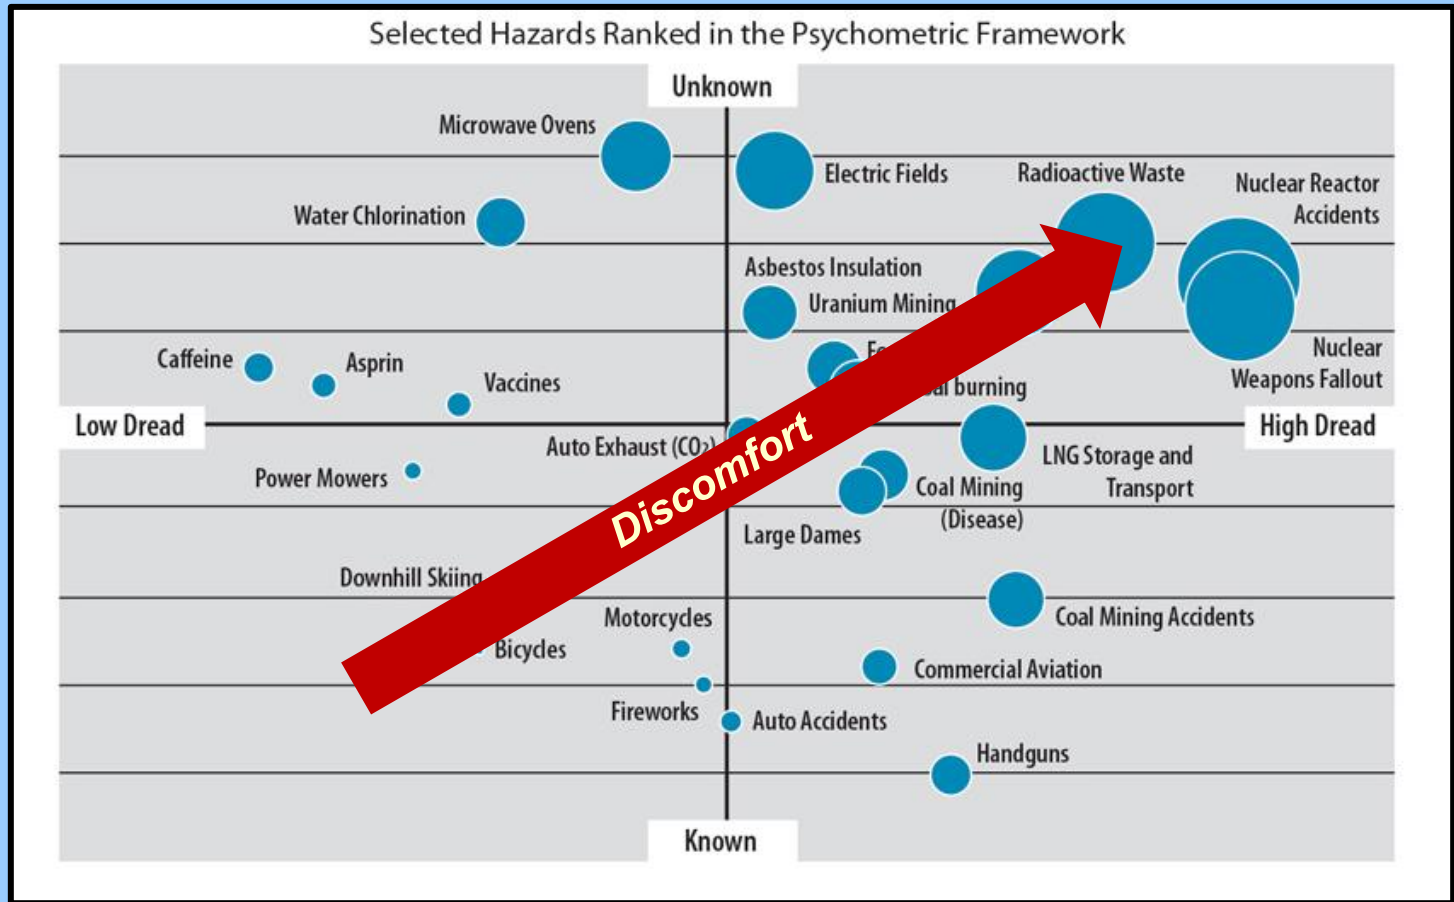 Selected Hazards Ranked in the Psychometric Framework
Unknown
Microwave Ovens
Electric Fields
Radioactive Waste
Nuclear Reactor
Accidents
Water Chlorination
Asbestos Insulation
Uranium Mining
Caffeine
Asprin
Vaccines
burning
Nuclear
Weapons Fallout
Low Dread
High Dread
Auto Exhaust (CO₂)
Discomfort
LNG Storage and
Transport
Power Mowers
Coal Mining
(Disease)
Large Dames
Downhill Skiing
Motorcycles
Coal Mining Accidents
Bicycles
Commercial Aviation
Fireworks
Auto Accidents
Handguns
Known